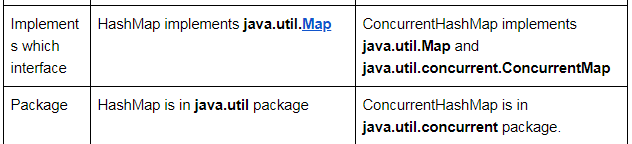 Implement
s which
interface
HashMap implements java.util.Map
ConcurrentHashMap implements
java.util.Map and
java.util.concurrent.ConcurrentMap
Package
HashMap is in java.util package
ConcurrentHashMap is in
java.util.concurrent package.